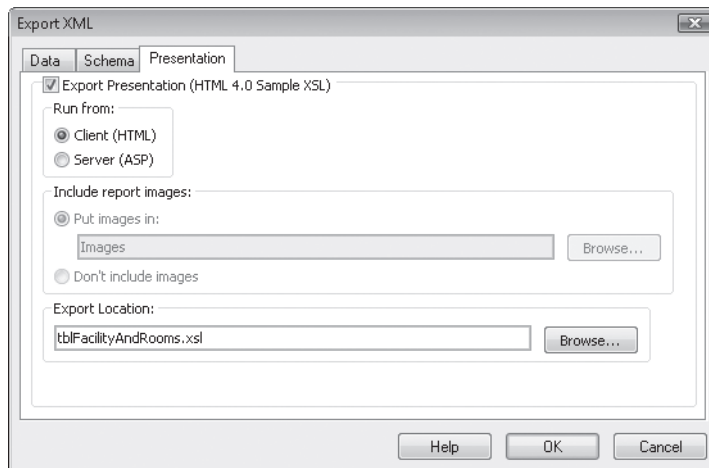 Export XML
Data Schema Presentation
Export Presentation (HTML 4.0 Sample XSL)
Run from:
Client (HTML)
Server (ASP)
Include report images:
Put images in:
Images Browse...
Don't include images
Export Location:
tblFacilityAndRooms.xsl Browse...
Help OK Cancel